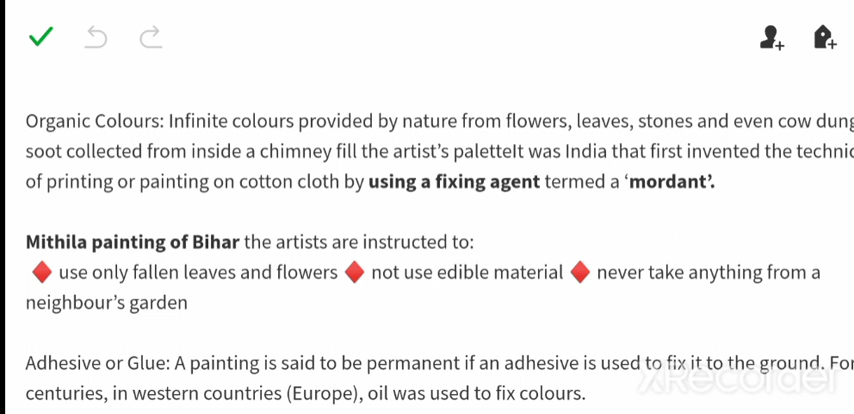 Organic Colours: Infinite colours provided by nature from flowers, leaves, stones and even cow dung
soot collected from inside a chimney fill the artist's paletteIt was India that first invented the
of printing or painting on cotton cloth by using a fixing agent termed a ‘mordant’.
Mithila painting of Bihar the artists are instructed to:
♦ use only fallen leaves and flowers ♦ not use edible material ♦ never take anything from a
neighbour’s garden
Adhesive or Glue: A painting is said to be permanent if an adhesive is used to fix it to the ground. For
centuries, in western countries (Europe), oil was used to fix colours.
XRecorder